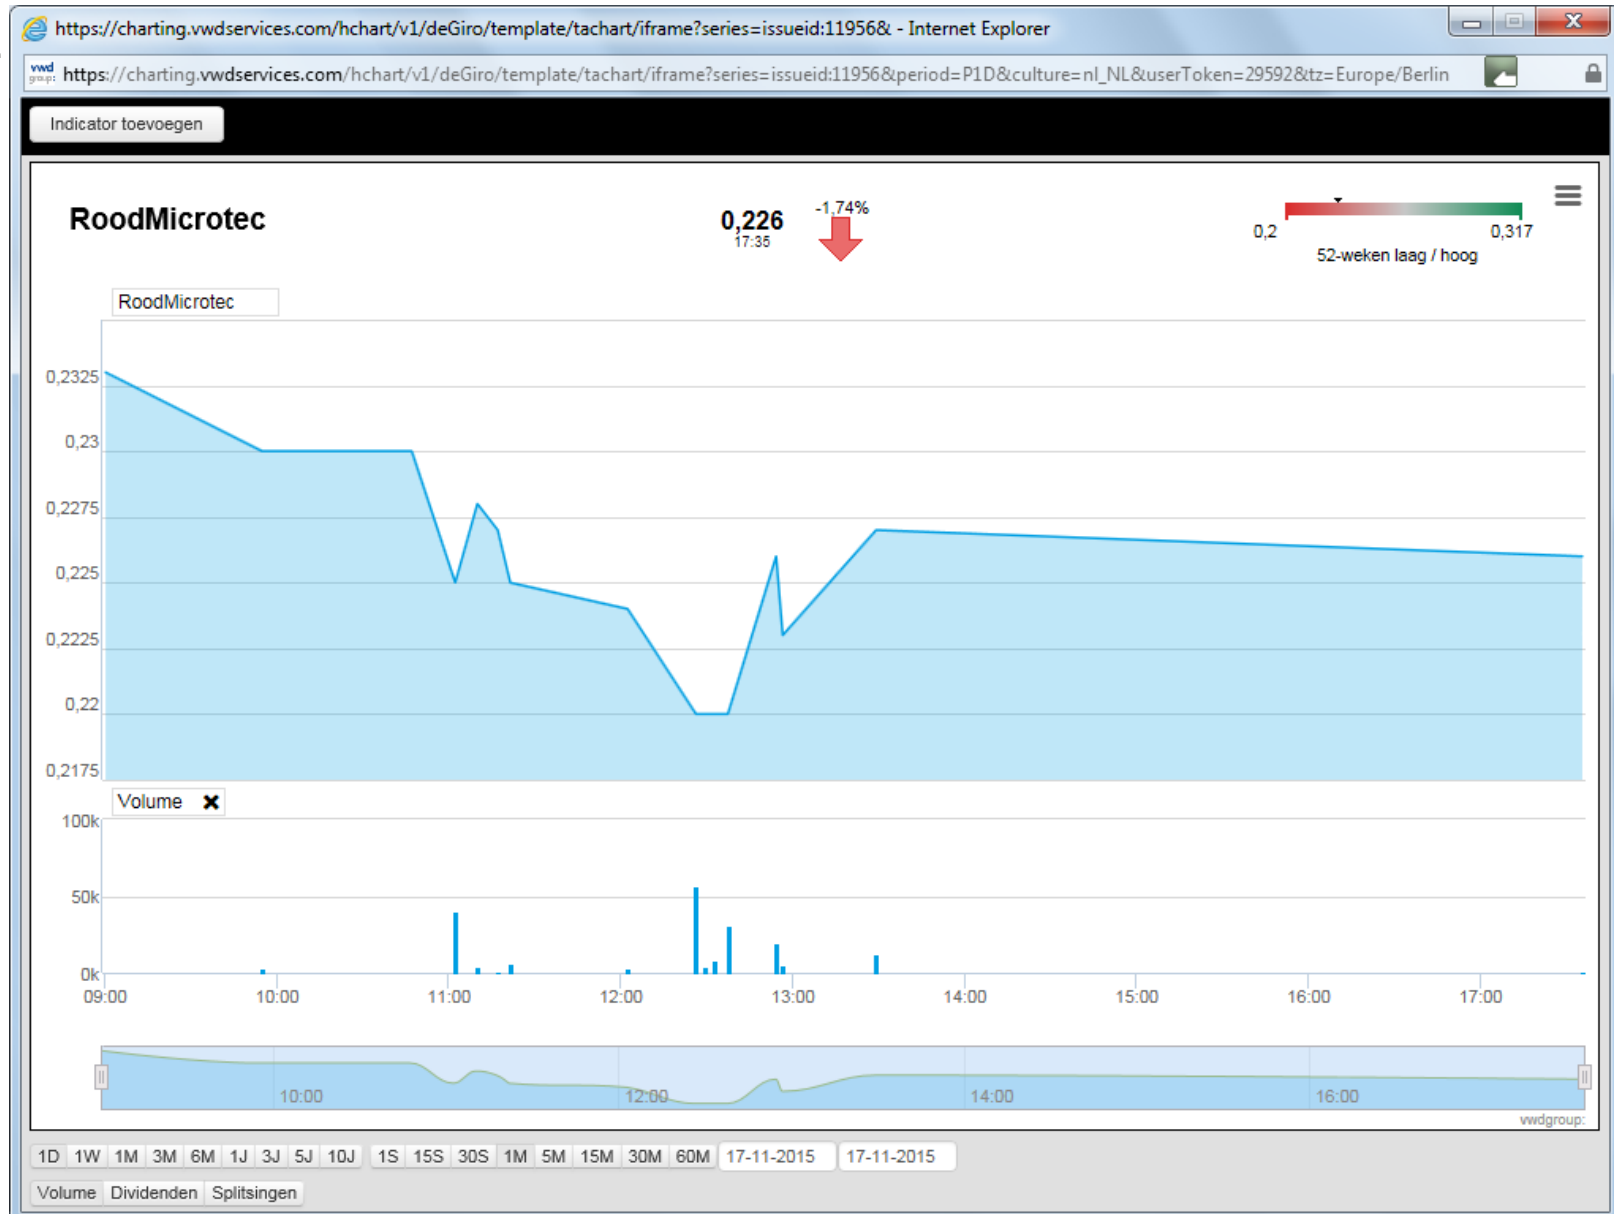 https://charting.vwdservices.com/hchart/v1/deGiro/template/tachart/iframe?series=issueid:11956& - Internet Explorer
vwd group: https://charting.vwdservices.com/hchart/v1/deGiro/template/tachart/iframe?series=issueid:11956&period=P1D&culture=nl_NL&userToken=29592&tz=Europe/Berlin
Indicator toevoegen
RoodMicrotec
0,226
17:35
-1,74%
0,2
0,317
52-weken laag / hoog
RoodMicrotec
0,2325
0,23
0,2275
0,225
0,2225
0,22
0,2175
Volume
100k
50k
0k
09:00 10:00 11:00 12:00 13:00 14:00 15:00 16:00 17:00
10:00 12:00 14:00 16:00
vwdgroup:
1D 1W 1M 3M 6M 1J 3J 5J 10J 1S 15S 30S 1M 5M 15M 30M 60M 17-11-2015 17-11-2015
Volume Dividenden Splitsingen